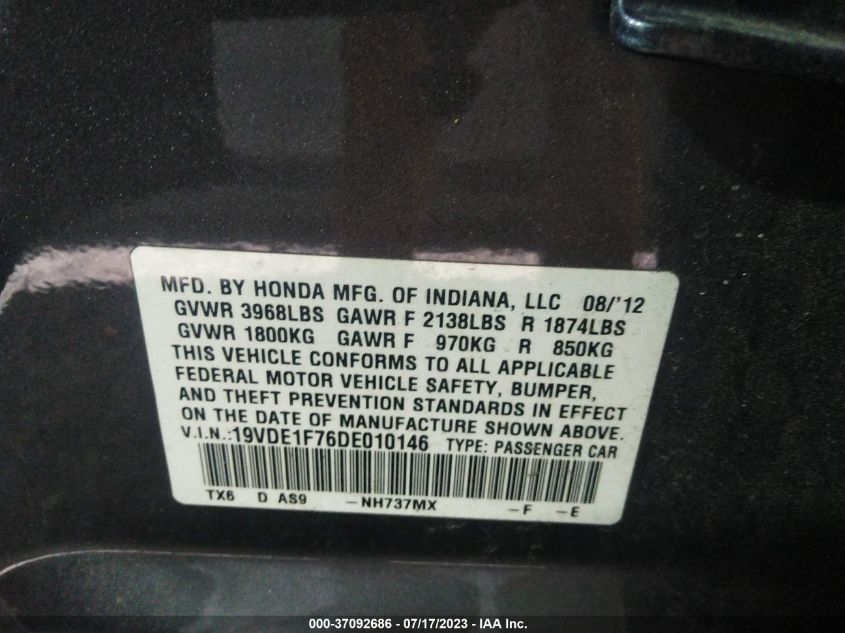 MFD. BY HONDA MFG. OF INDIANA, LLC 08/'12
GVWR 3968LBS GAWR F 2138LBS R 1874LBS
GVWR 1800KG GAWR F 970KG R 850KG
THIS VEHICLE CONFORMS TO ALL APPLICABLE
FEDERAL MOTOR VEHICLE SAFETY, BUMPER,
AND THEFT PREVENTION STANDARDS IN EFFECT
ON THE DATE OF MANUFACTURE SHOWN ABOVE.
V.I.N.:19VDE1F76DE010146 TYPE: PASSENGER CAR
TX6 D AS9 -NH737MX -F -E
000-37092686 - 07/17/2023 - IAA Inc.